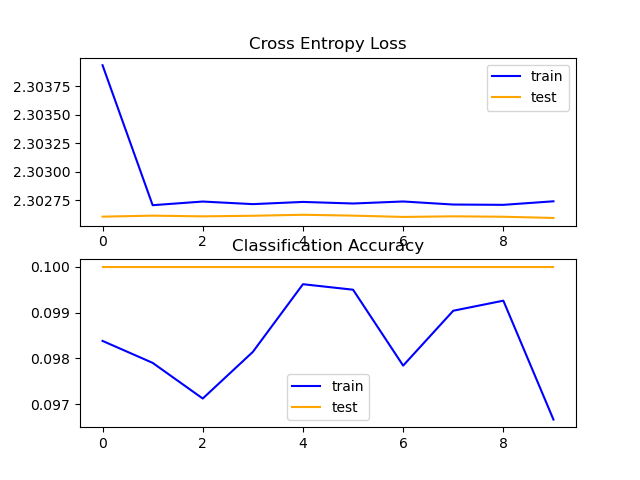 Cross Entropy Loss
2.30375
2.30350
2.30325
2.30300
2.30275
train
test
0 2 4 6 8
Classification Accuracy
0.100
0.099
0.098
0.097
train
test
0 2 4 6 8